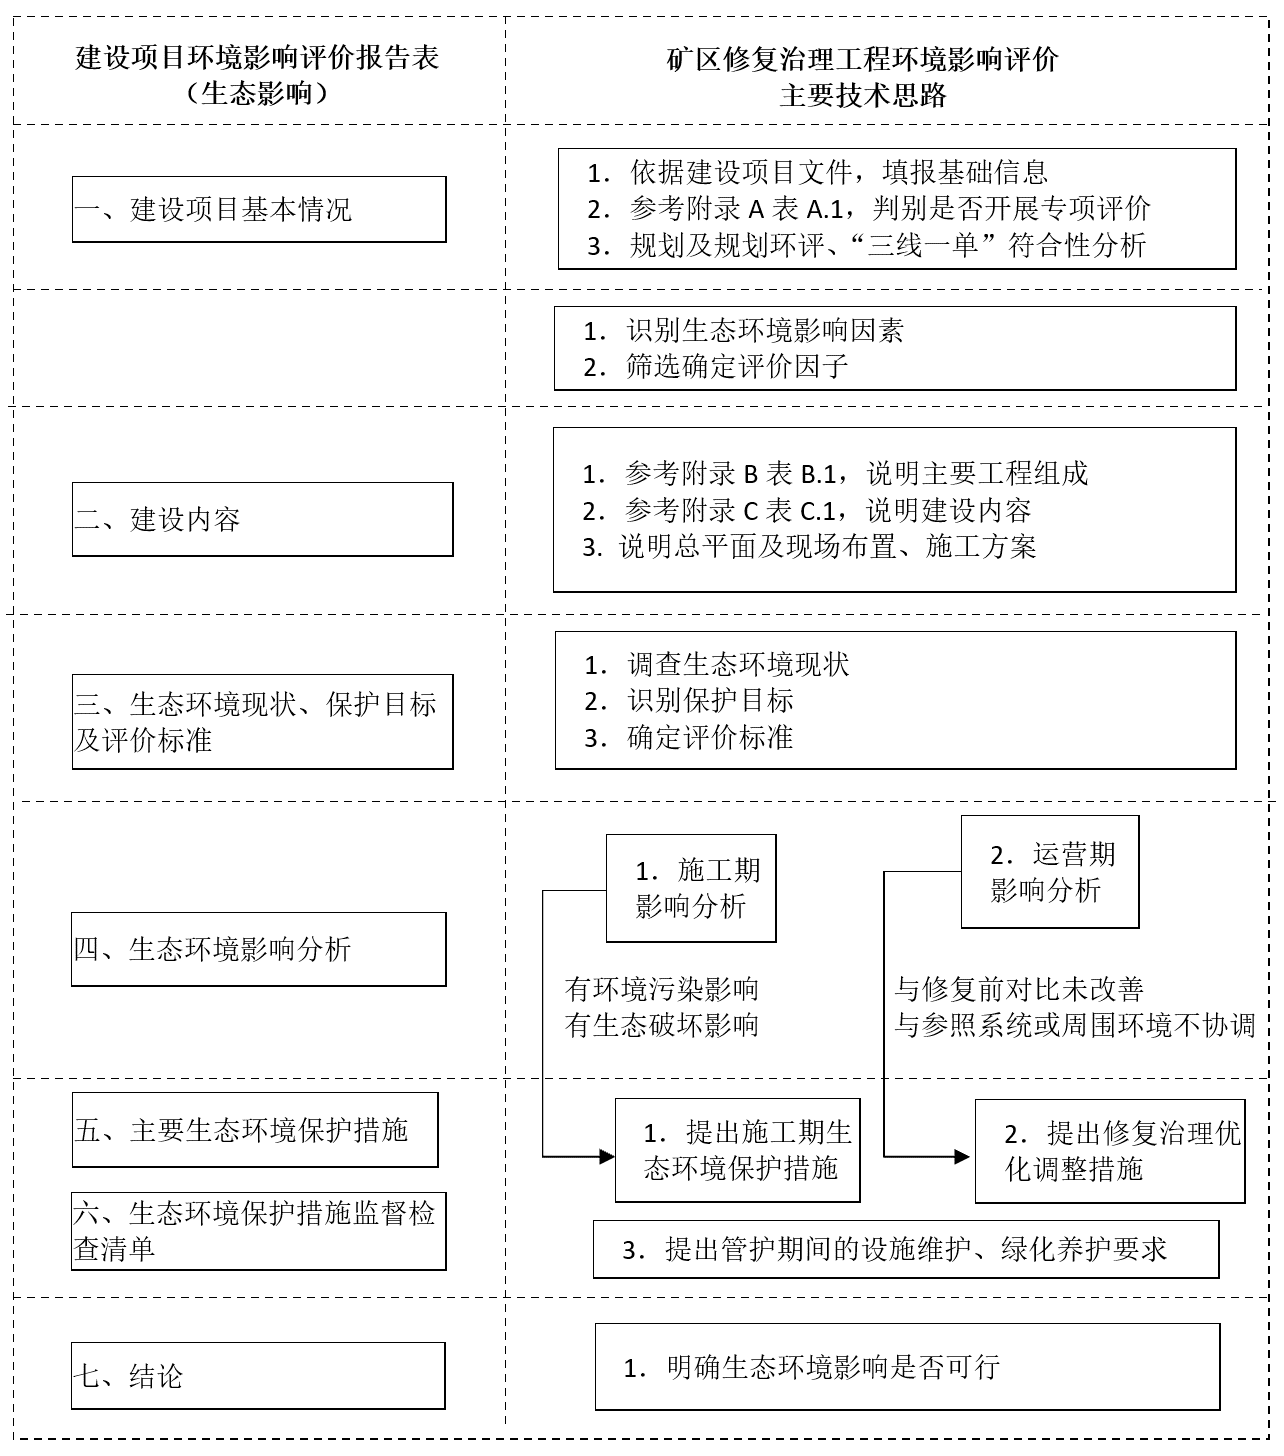 建设项目环境影响评价报告表
（生态影响）
矿区修复治理工程环境影响评价
主要技术思路
一、建设项目基本情况
1. 依据建设项目文件，填报基础信息
2. 参考附录 A 表 A.1，判别是否开展专项评价
3. 规划及规划环评、“三线一单”符合性分析
1. 识别生态环境影响因素
2. 筛选确定评价因子
二、建设内容
1. 参考附录 B 表 B.1，说明主要工程组成
2. 参考附录 C 表 C.1，说明建设内容
3. 说明总平面及现场布置、施工方案
三、生态环境现状、保护目标
及评价标准
1. 调查生态环境现状
2. 识别保护目标
3. 确定评价标准
四、生态环境影响分析
1. 施工期
影响分析
2. 运营期
影响分析
有环境污染影响
有生态破坏影响
与修复前对比未改善
与参照系统或周围环境不协调
五、主要生态环境保护措施
六、生态环境保护措施监督检
查清单
1. 提出施工期生
态环境保护措施
2. 提出修复治理优
化调整措施
3. 提出管护期间的设施维护、绿化养护要求
七、结论
1. 明确生态环境影响是否可行